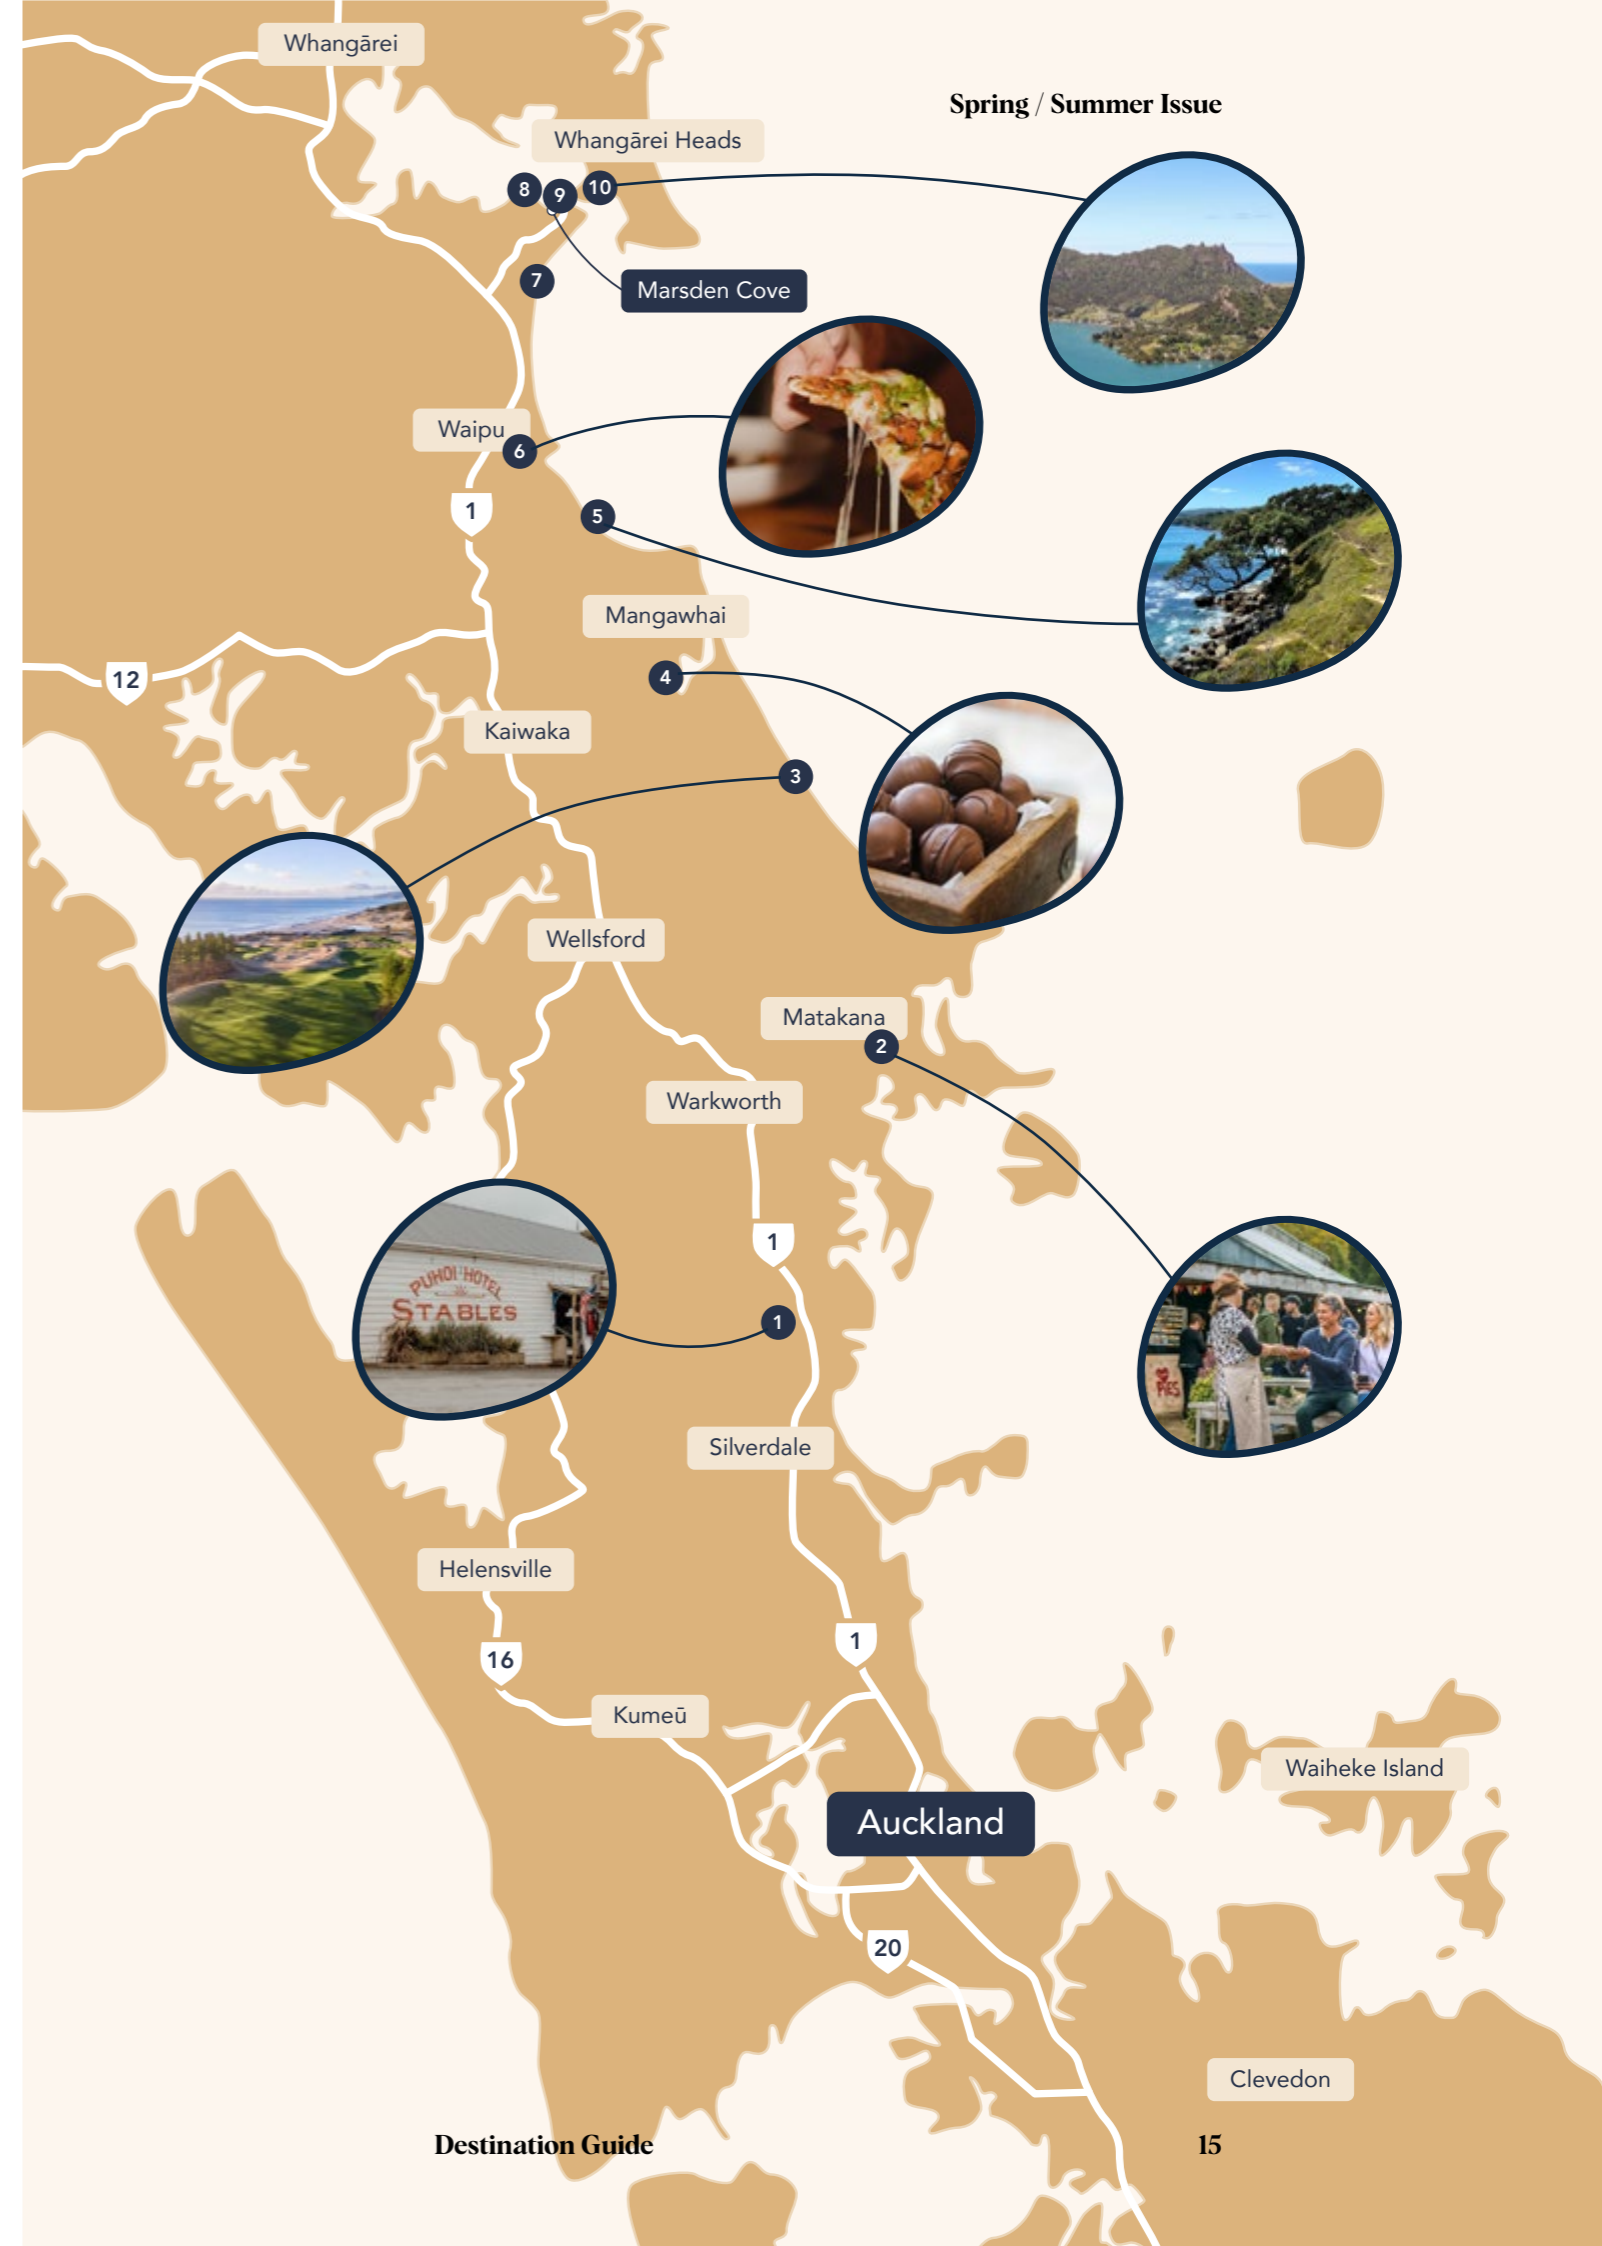 Whangārei
Spring / Summer Issue
Whangārei Heads
8
9
10
7
Marsden Cove
Waipu
6
1
5
Mangawhai
12
4
Kaiwaka
3
Wellsford
Matakana
2
Warkworth
1
PUHOI HOTEL
STABLES
1
PIES
Silverdale
Helensville
1
16
Kumeū
Waiheke Island
Auckland
20
Clevedon
Destination Guide
15